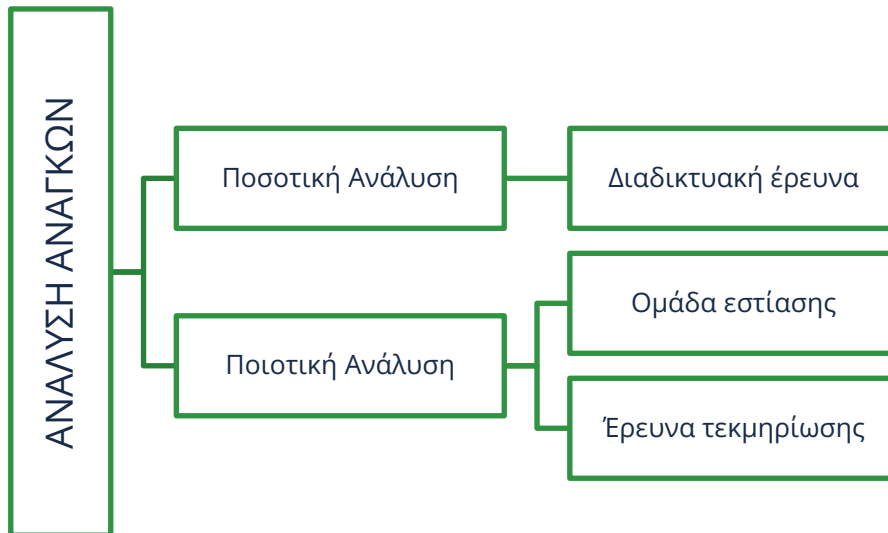 ΑΝΑΛΥΣΗ ΑΝΑΓΚΩΝ
Ποσοτική Ανάλυση
Διαδικτυακή έρευνα
Ποιοτική Ανάλυση
Ομάδα εστίασης
Έρευνα τεκμηρίωσης